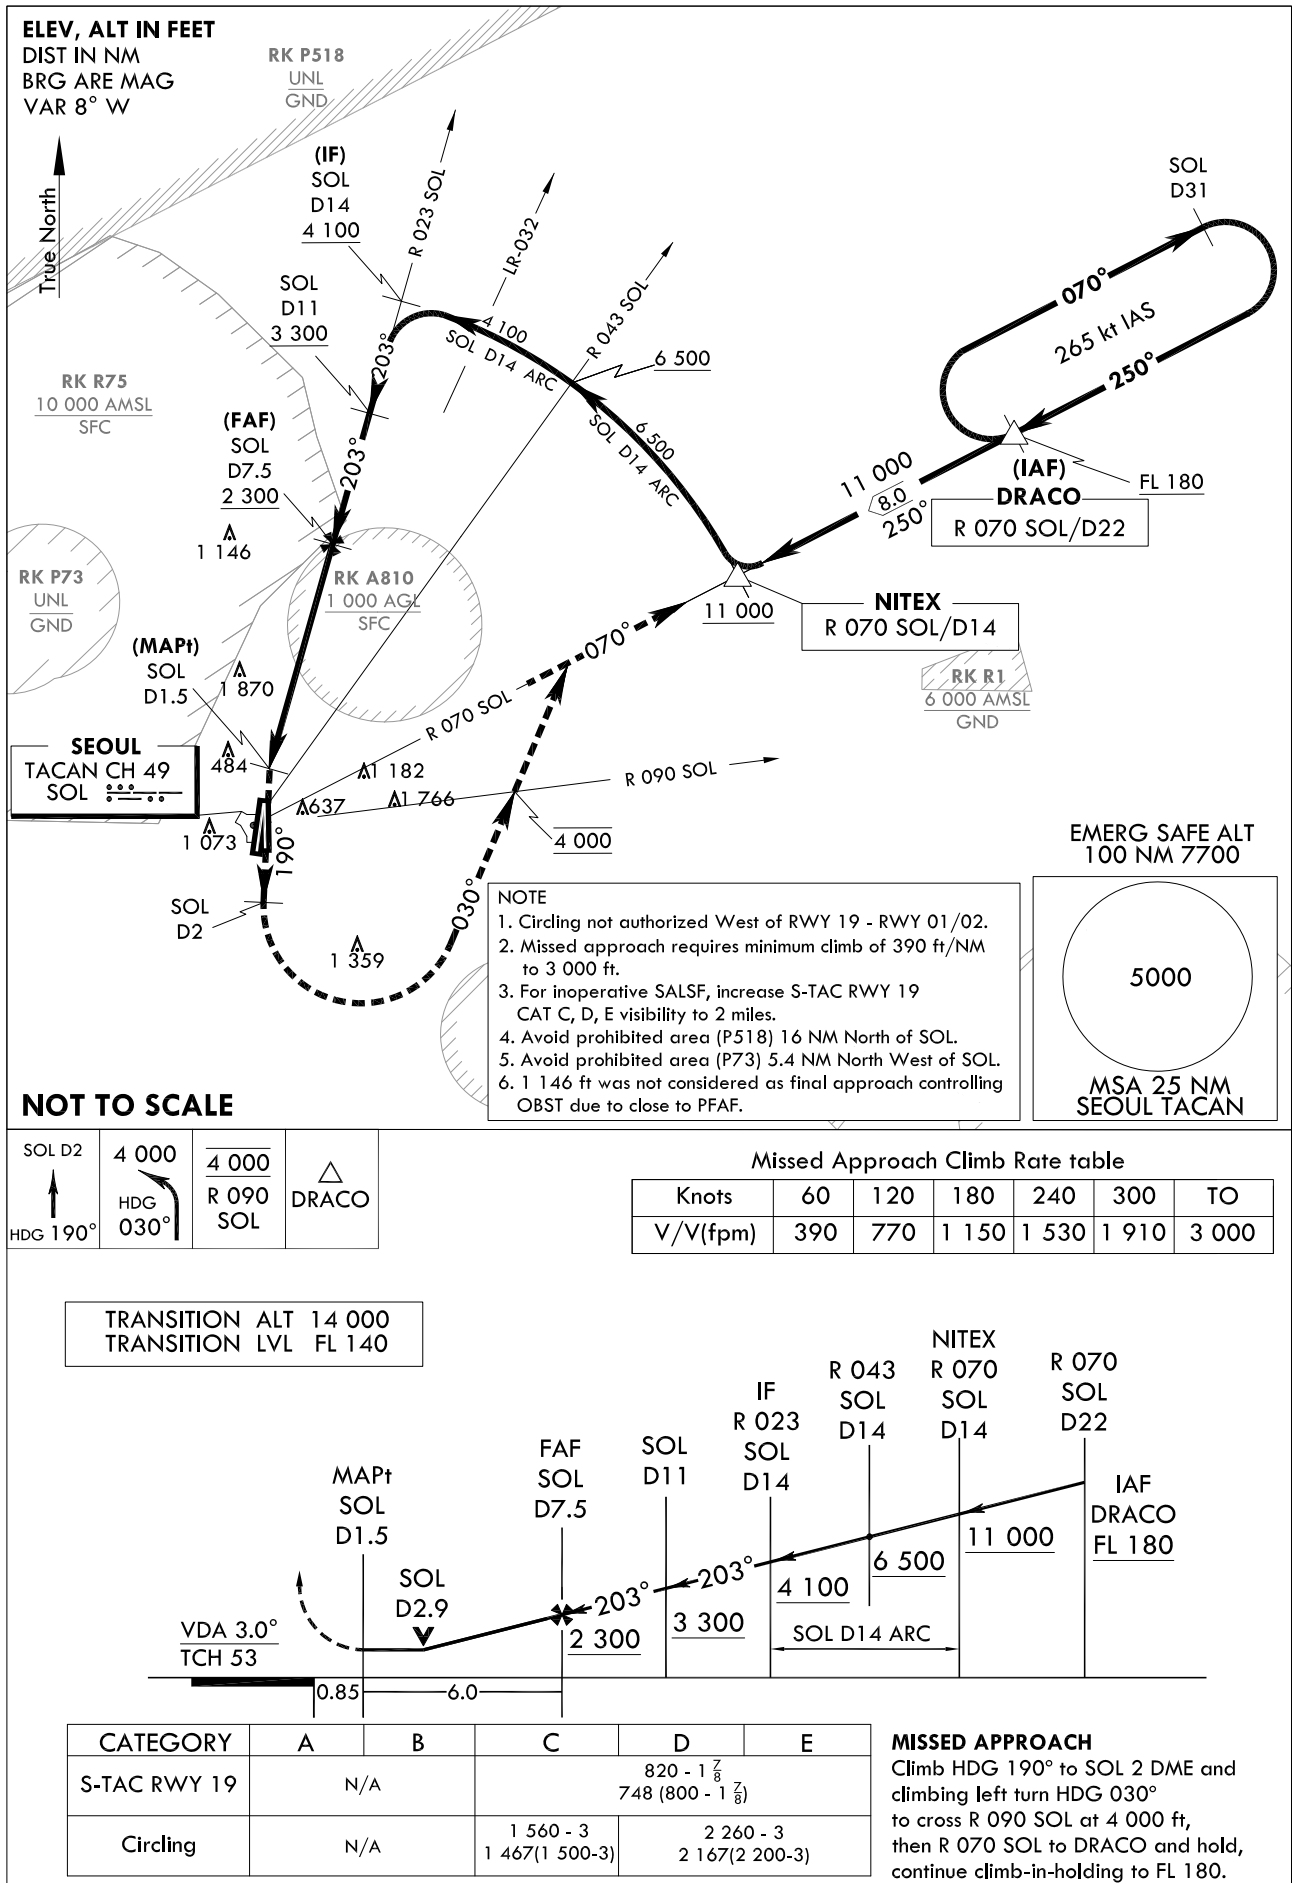 ELEV, ALT IN FEET
DIST IN NM
BRG ARE MAG
VAR 8° W
True North
RK P518
UNL
GND
(IF)
SOL
D14
4 100
R 023 SOL
LR-032
R 043 SOL
SOL
D31
070°
265 kt IAS
250°
SOL
D11
3 300
203°
4 100
SOL D14 ARC
6 500
6 500
SOL D14 ARC
RK R75
10 000 AMSL
SFC
(FAF)
SOL
D7.5
2 300
203°
1 146
11 000
8.0
250°
(IAF)
DRACO
R 070 SOL/D22
FL 180
RK P73
UNL
GND
RK A810
1 000 AGL
SFC
11 000
NITEX
R 070 SOL/D14
070°
(MAPt)
SOL
D1.5
1 870
R 070 SOL
RK R1
6 000 AMSL
GND
SEOUL
TACAN CH 49
SOL
484
1 182
R 090 SOL
637
1 766
1 073
190°
4 000
SOL
D2
030°
1 359
EMERG SAFE ALT
100 NM 7700
5000
MSA 25 NM
SEOUL TACAN
NOTE
1. Circling not authorized West of RWY 19 - RWY 01/02.
2. Missed approach requires minimum climb of 390 ft/NM
to 3 000 ft.
3. For inoperative SALSF, increase S-TAC RWY 19
CAT C, D, E visibility to 2 miles.
4. Avoid prohibited area (P518) 16 NM North of SOL.
5. Avoid prohibited area (P73) 5.4 NM North West of SOL.
6. 1 146 ft was not considered as final approach controlling
OBST due to close to PFAF.
NOT TO SCALE
SOL D2
HDG 190°
4 000
HDG
030°
4 000
R 090
SOL
DRACO
Missed Approach Climb Rate table
Knots 60 120 180 240 300 TO
V/V(fpm) 390 770 1 150 1 530 1 910 3 000
TRANSITION ALT 14 000
TRANSITION LVL FL 140
MAPt
SOL
D1.5
SOL
D2.9
FAF
SOL
D7.5
SOL
D11
IF
R 023
SOL
D14
R 043
SOL
D14
NITEX
R 070
SOL
D14
R 070
SOL
D22
IAF
DRACO
FL 180
11 000
6 500
4 100
203°
3 300
203°
2 300
SOL D14 ARC
VDA 3.0°
TCH 53
0.85
6.0
CATEGORY A B C D E
S-TAC RWY 19 N/A 820 - 1 7/8
748 (800 - 1 7/8)
Circling N/A 1 560 - 3 2 260 - 3
1 467(1 500-3) 2 167(2 200-3)
MISSED APPROACH
Climb HDG 190° to SOL 2 DME and
climbing left turn HDG 030°
to cross R 090 SOL at 4 000 ft,
then R 070 SOL to DRACO and hold,
continue climb-in-holding to FL 180.